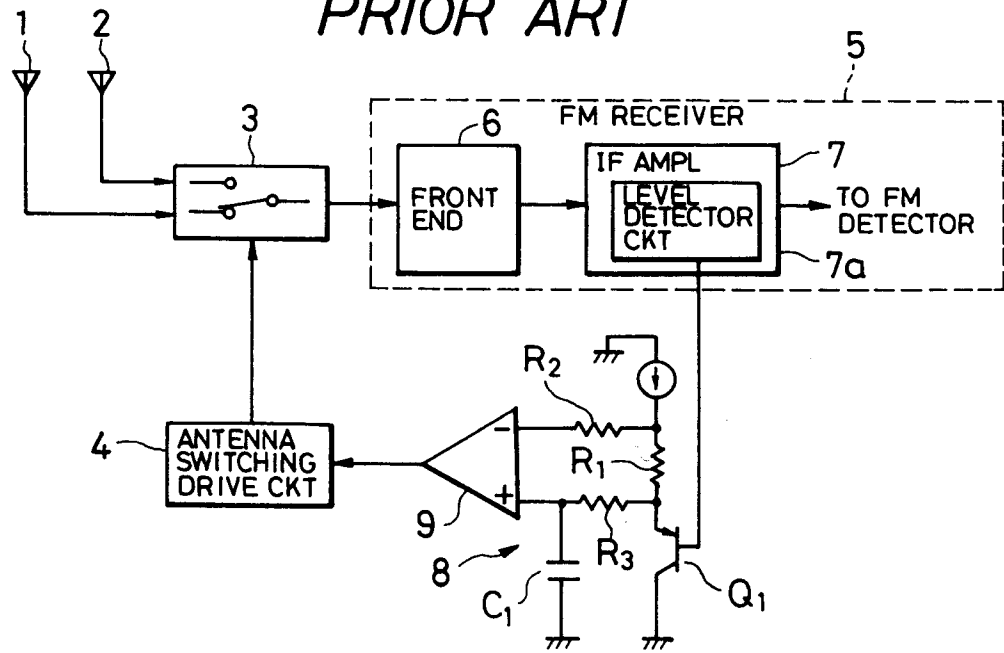 PRIOR ART
1
2
3
5
FM RECEIVER
6
7
FRONT
END
IF AMPL
LEVEL
DETECTOR
CKT
TO FM
DETECTOR
7a
R2
R1
4
ANTENNA
SWITCHING
DRIVE CKT
−
+
9
8
R3
C1
Q1